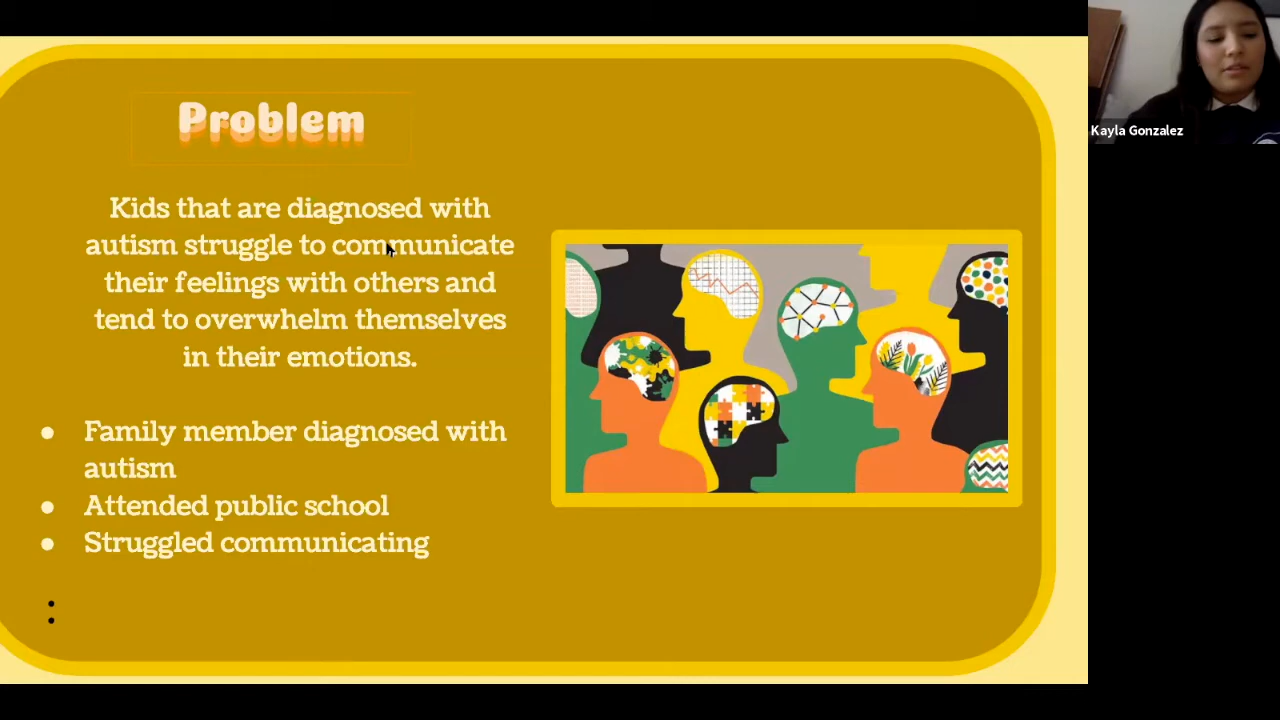 Problem
Kids that are diagnosed with
autism struggle to communicate
their feelings with others and
tend to overwhelm themselves
in their emotions.
● Family member diagnosed with
autism
● Attended public school
● Struggled communicating
Kayla Gonzalez